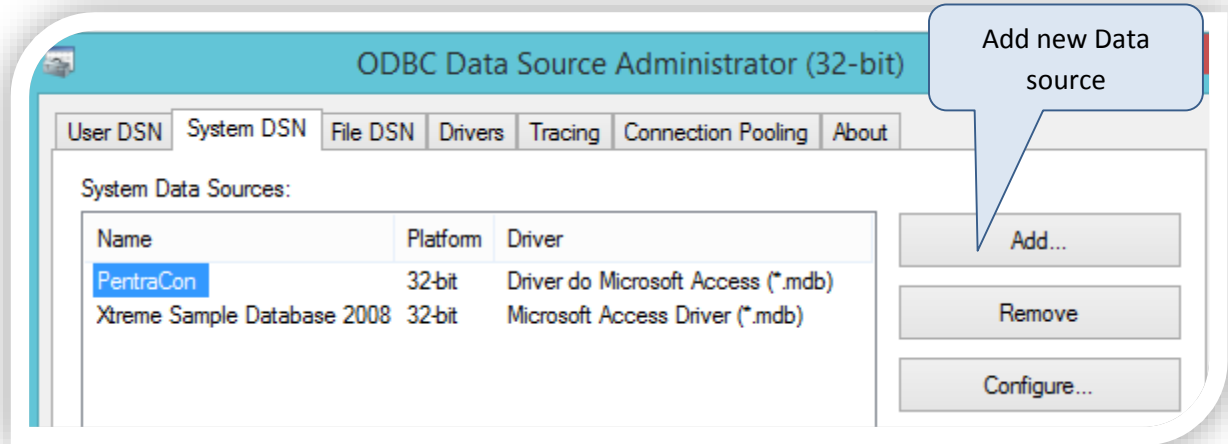 Add new Data
source
ODBC Data Source Administrator (32-bit)
User DSN System DSN File DSN Drivers Tracing Connection Pooling About
System Data Sources:
Name Platform Driver
PentraCon 32-bit Driver do Microsoft Access (*.mdb)
Xtreme Sample Database 2008 32-bit Microsoft Access Driver (*.mdb)
Add...
Remove
Configure...